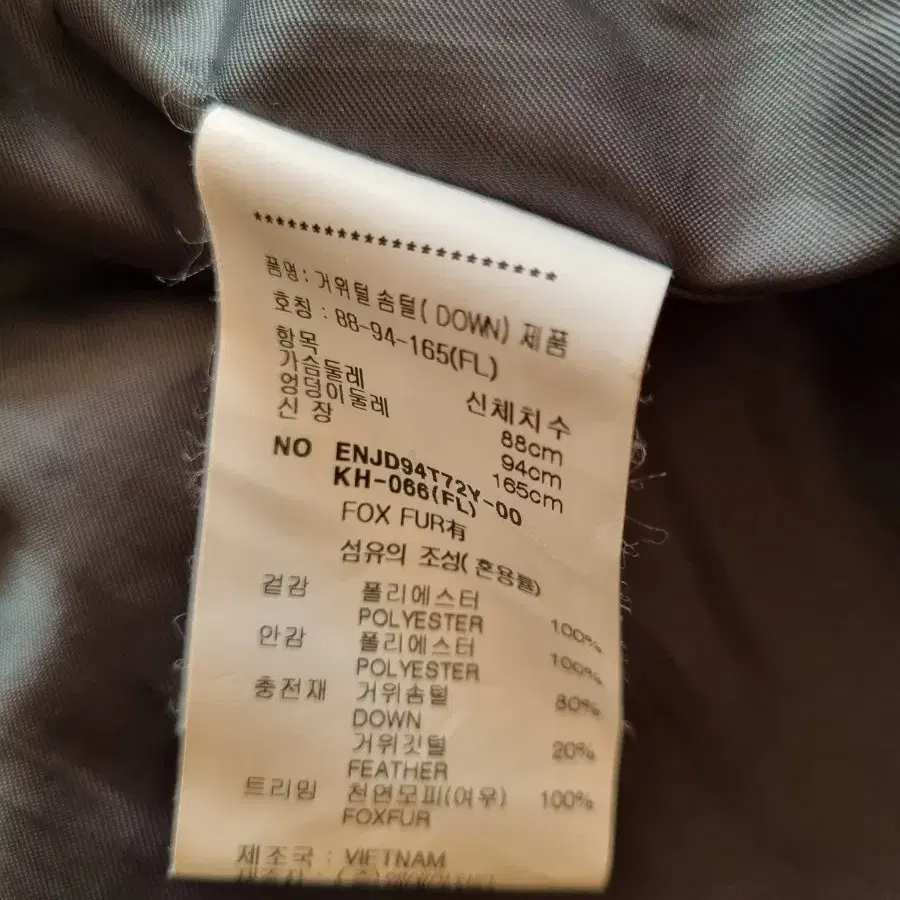 ********************
품명: 거위털 솜털( DOWN) 제품
호칭 : 88-94-165(FL)
항목 신체치수
가슴둘레 88cm
엉덩이둘레 94cm
신 장 165cm
NO ENJD94T72Y-00
KH-066(FL)
FOX FUR有
섬유의 조성( 혼용률)
겉감 폴리에스터
POLYESTER 100%
안감 폴리에스터
POLYESTER 100%
충전재 거위솜털 80%
DOWN
거위깃털 20%
FEATHER
트리밍 천연모피(여우) 100%
FOXFUR
제조국 : VIETNAM